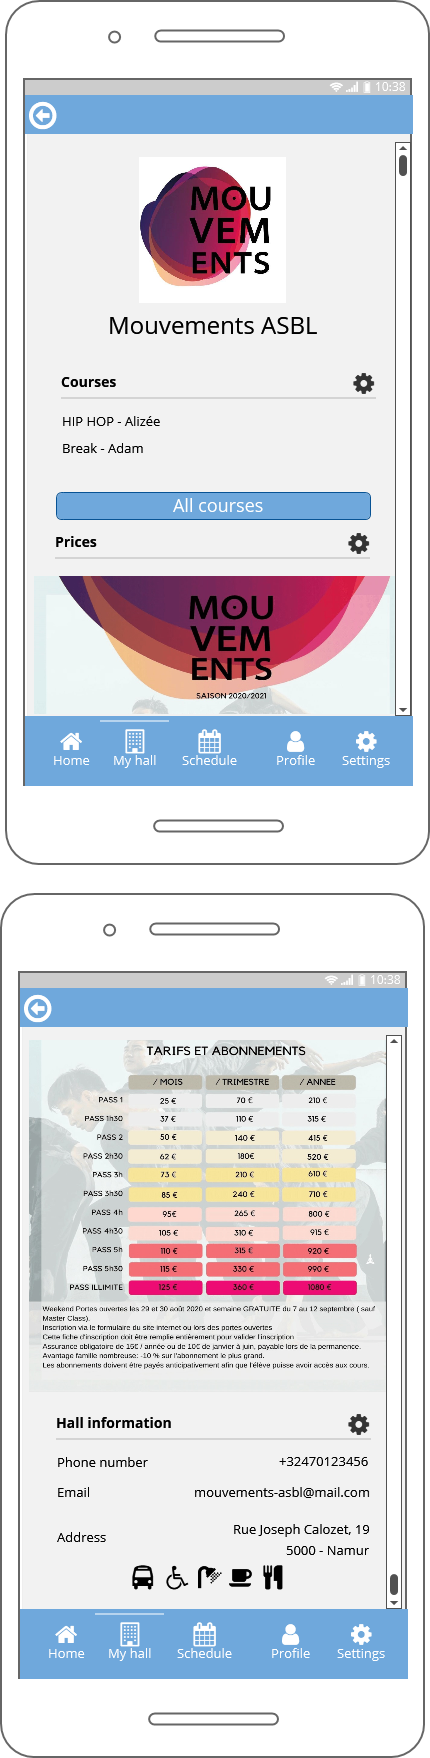 10:38
MOU
VEM
ENTS
Mouvements ASBL
Courses
HIP HOP - Alizée
Break - Adam
All courses
Prices
MOU
VEM
ENTS
SAISON 2020/2021
Home My hall Schedule Profile Settings
10:38
TARIFS ET ABONNEMENTS
/ MOIS / TRIMESTRE / ANNEE
PASS 1 25 € 70 € 210 €
PASS 1h30 37 € 110 € 315 €
PASS 2 50 € 140 € 415 €
PASS 2h30 62 € 180€ 520 €
PASS 3h 73 € 210 € 610 €
PASS 3h30 85 € 240 € 710 €
PASS 4h 95€ 265 € 800 €
PASS 4h30 105 € 310 € 915 €
PASS 5h 110 € 315 € 920 €
PASS 5h30 115 € 330 € 990 €
PASS ILLIMITE 125 € 360 € 1080 €
Weekend Portes ouvertes les 29 et 30 août 2020 et semaine GRATUITE du 7 au 12 septembre ( sauf
Master Class).
Inscription via le formulaire du site internet ou lors des portes ouvertes
Cette fiche d'inscription doit être remplie entièrement pour valider l'inscription
Assurance obligatoire de 15€ / année ou de 10€ de janvier à juin, payable lors de la permanence.
Avantage famille nombreuse: -10 % sur l'abonnement le plus grand.
Les abonnements doivent être payés anticipativement afin que l'élève puisse avoir accès aux cours.
Hall information
Phone number +32470123456
Email mouvements-asbl@mail.com
Address Rue Joseph Calozet, 19
5000 - Namur
Home My hall Schedule Profile Settings